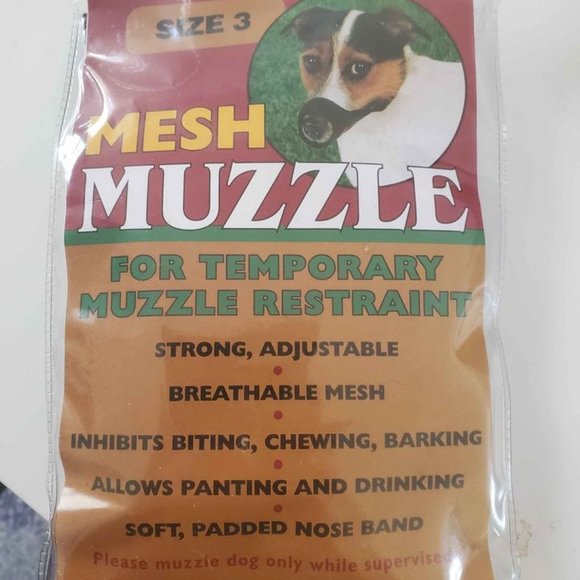 SIZE 3
MESH
MUZZLE
FOR TEMPORARY
MUZZLE RESTRAINT
STRONG, ADJUSTABLE
•
BREATHABLE MESH
•
INHIBITS BITING, CHEWING, BARKING
•
ALLOWS PANTING AND DRINKING
•
SOFT, PADDED NOSE BAND
Please muzzle dog only while supervised